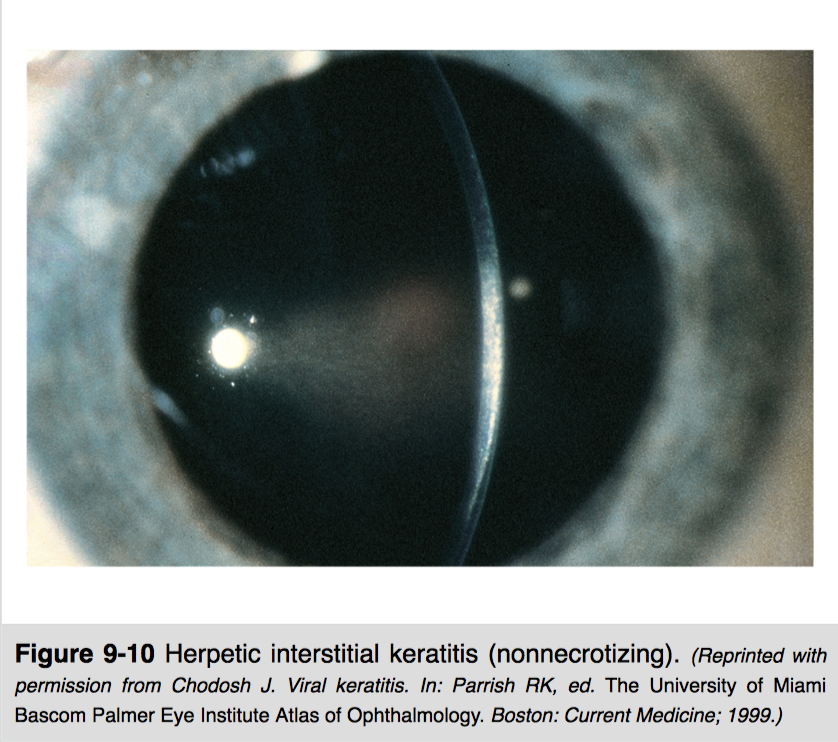 Figure 9-10 Herpetic interstitial keratitis (nonnecrotizing). (Reprinted with
permission from Chodosh J. Viral keratitis. In: Parrish RK, ed. The University of Miami
Bascom Palmer Eye Institute Atlas of Ophthalmology. Boston: Current Medicine; 1999.)